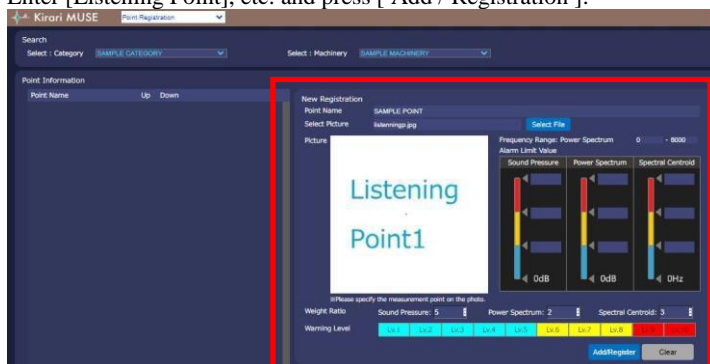 Enter [Listening Point], etc. and press [ Add / Registration ].
Kirari MUSE Point Registration
Search
Select : Category SAMPLE CATEGORY Select : Machinery SAMPLE MACHINERY
Point Information
Point Name Up Down
New Registration
Point Name SAMPLE POINT
Select Picture listenningp.jpg Select File
Picture
Frequency Range: Power Spectrum 0 - 6000
Alarm Limit Value
Sound Pressure Power Spectrum Spectral Centroid
Listening
Point1
0dB 0dB 0Hz
※Please specify the measurement point on the photo.
Weight Ratio Sound Pressure: 5 Power Spectrum: 2 Spectral Centroid: 3
Warning Level Lv.1 Lv.2 Lv.3 Lv.4 Lv.5 Lv.6 Lv.7 Lv.8
Add/Register Clear